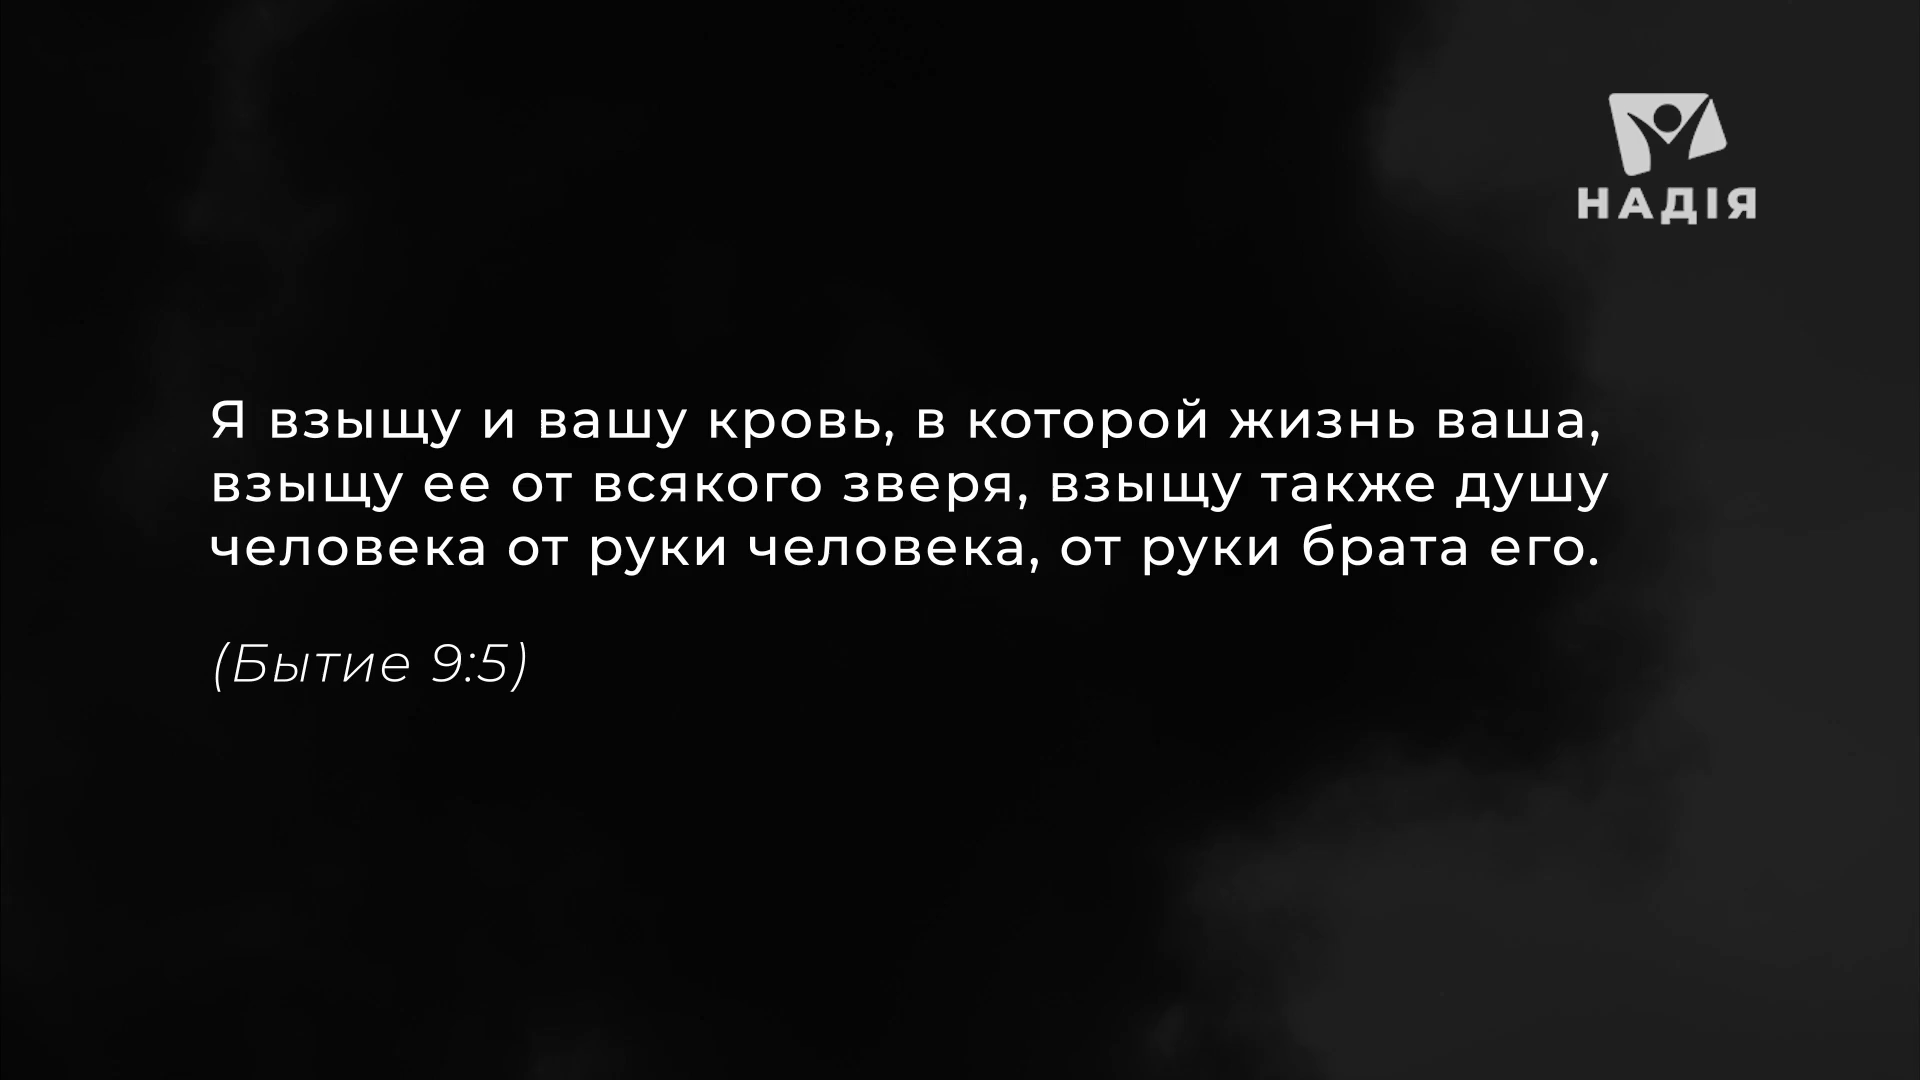 НАДІЯ
Я взыщу и вашу кровь, в которой жизнь ваша,
взыщу ее от всякого зверя, взыщу также душу
человека от руки человека, от руки брата его.
(Бытие 9:5)